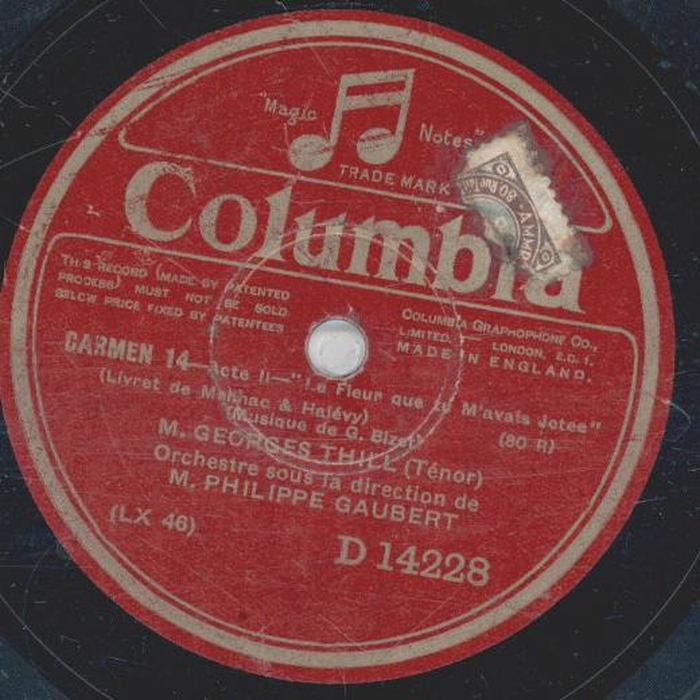 "Magic Notes"
TRADE MARK
80 Rue
AMMO
Columbia
THIS RECORD (MADE BY PATENTED
PROCESS) MUST NOT BE SOLD
BELOW PRICE FIXED BY PATENTEES
COLUMBIA GRAPHOPHONE CO.,
LIMITED, LONDON, E.C.1.
MADE IN ENGLAND.
CARMEN 14—Acte II—"La Fleur que tu M'avais Jetee"
(Livret de Meilhac & Halévy)
(Musique de G. Bizet)
(80 R)
M. GEORGES THILL (Ténor)
Orchestre sous la direction de
M. PHILIPPE GAUBERT
(LX 46)
D 14228